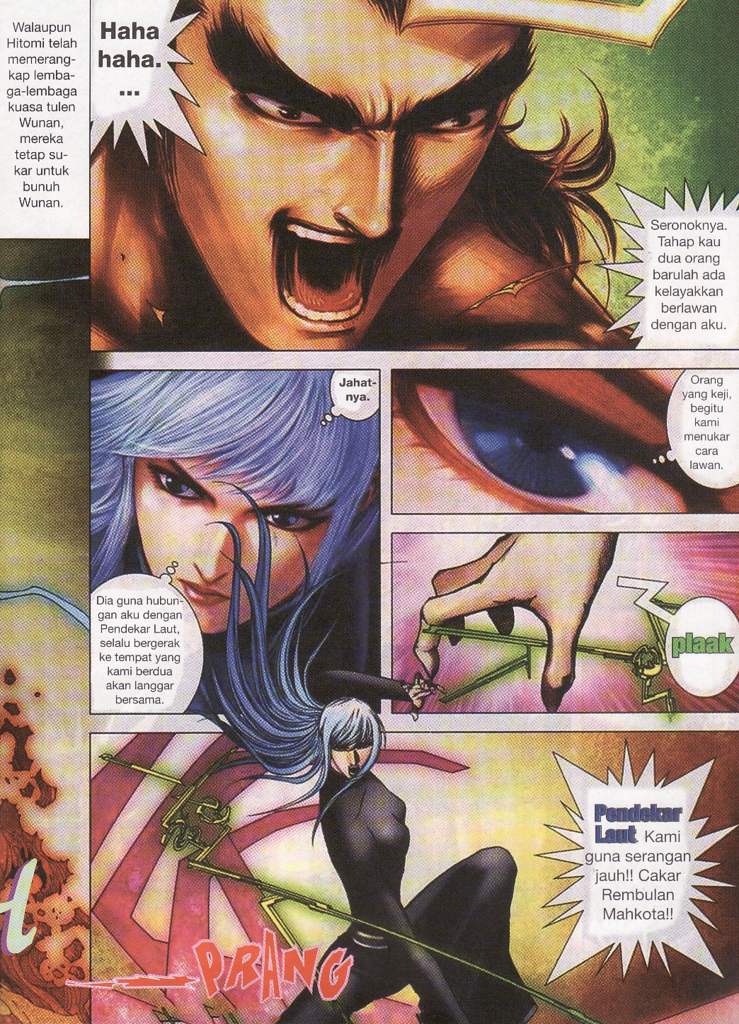 Walaupun
Hitomi telah
memerang-
kap lemba-
ga-lembaga
kuasa tulen
Wunan,
mereka
tetap su-
kar untuk
bunuh
Wunan.
Haha
haha.
...
Seronoknya.
Tahap kau
dua orang
barulah ada
kelayakkan
berlawan
dengan aku.
Jahat-
nya.
Dia guna hubun-
gan aku dengan
Pendekar Laut,
selalu bergerak
ke tempat yang
kami berdua
akan langgar
bersama.
Orang
yang keji,
begitu
kami
menukar
cara
lawan.
plaak
Pendekar
Laut Kami
guna serangan
jauh!! Cakar
Rembulan
Mahkota!!
PRANG